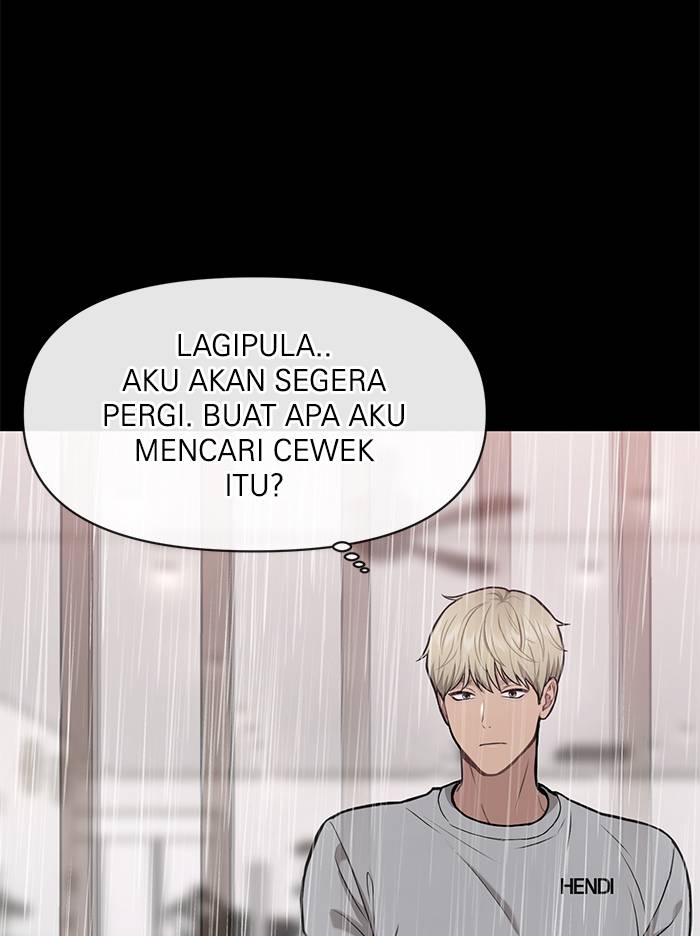 LAGIPULA..
AKU AKAN SEGERA
PERGI. BUAT APA AKU
MENCARI CEWEK
ITU?
HENDI